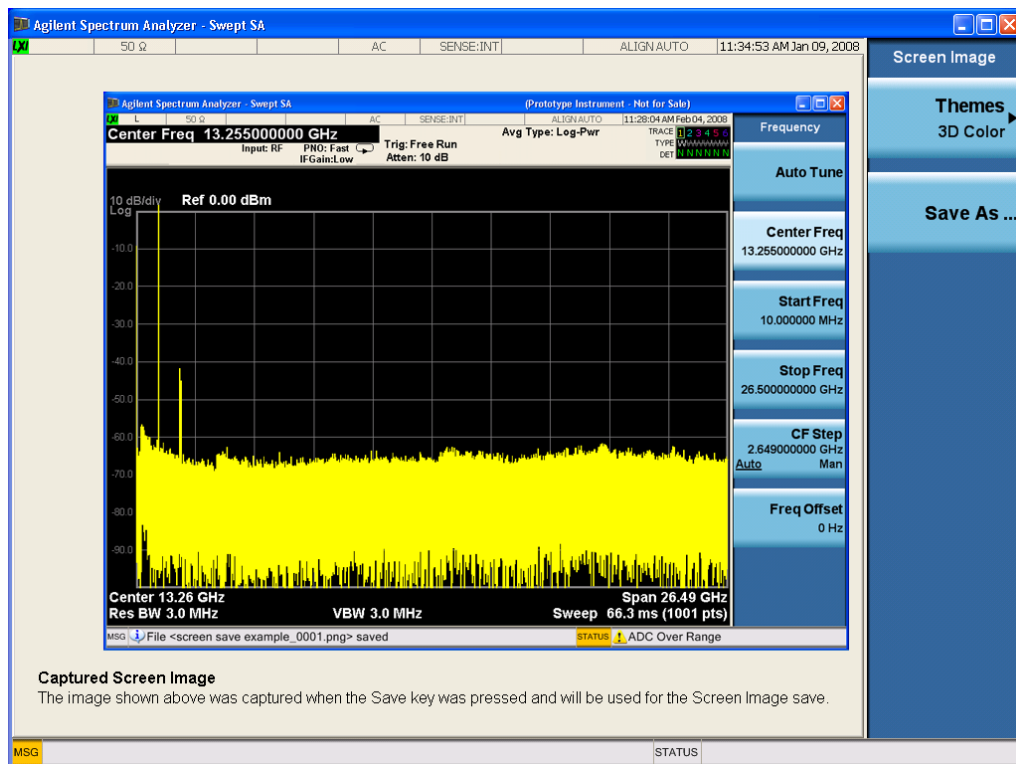 Agilent Spectrum Analyzer - Swept SA
LXI 50 Ω AC SENSE:INT ALIGN AUTO 11:34:53 AM Jan 09, 2008
Screen Image
Themes
3D Color
Save As ...
Agilent Spectrum Analyzer - Swept SA (Prototype Instrument - Not for Sale)
LXI L 50 Ω AC SENSE:INT ALIGN AUTO 11:28:04 AM Feb 04, 2008
Center Freq 13.255000000 GHz
Input: RF PNO: Fast
IFGain:Low
Trig: Free Run
Atten: 10 dB
Avg Type: Log-Pwr
TRACE 1 2 3 4 5 6
TYPE WWWWWW
DET N N N N N N
10 dB/div Ref 0.00 dBm
Log
-10.0
-20.0
-30.0
-40.0
-50.0
-60.0
-70.0
-80.0
-90.0
Center 13.26 GHz Span 26.49 GHz
Res BW 3.0 MHz VBW 3.0 MHz Sweep 66.3 ms (1001 pts)
Frequency
Auto Tune
Center Freq
13.255000000 GHz
Start Freq
10.000000 MHz
Stop Freq
26.500000000 GHz
CF Step
2.649000000 GHz
Auto Man
Freq Offset
0 Hz
MSG File <screen save example_0001.png> saved STATUS ADC Over Range
Captured Screen Image
The image shown above was captured when the Save key was pressed and will be used for the Screen Image save.
MSG STATUS